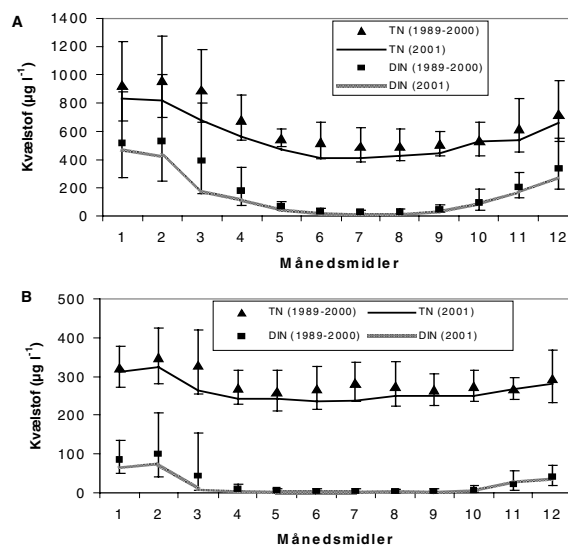 A
TN (1989-2000)
TN (2001)
DIN (1989-2000)
DIN (2001)
Kvælstof (µg l⁻¹)
1400
1200
1000
800
600
400
200
0
1 2 3 4 5 6 7 8 9 10 11 12
Månedsmidler
B
TN (1989-2000) TN (2001)
DIN (1989-2000) DIN (2001)
Kvælstof (µg l⁻¹)
500
400
300
200
100
0
1 2 3 4 5 6 7 8 9 10 11 12
Månedsmidler